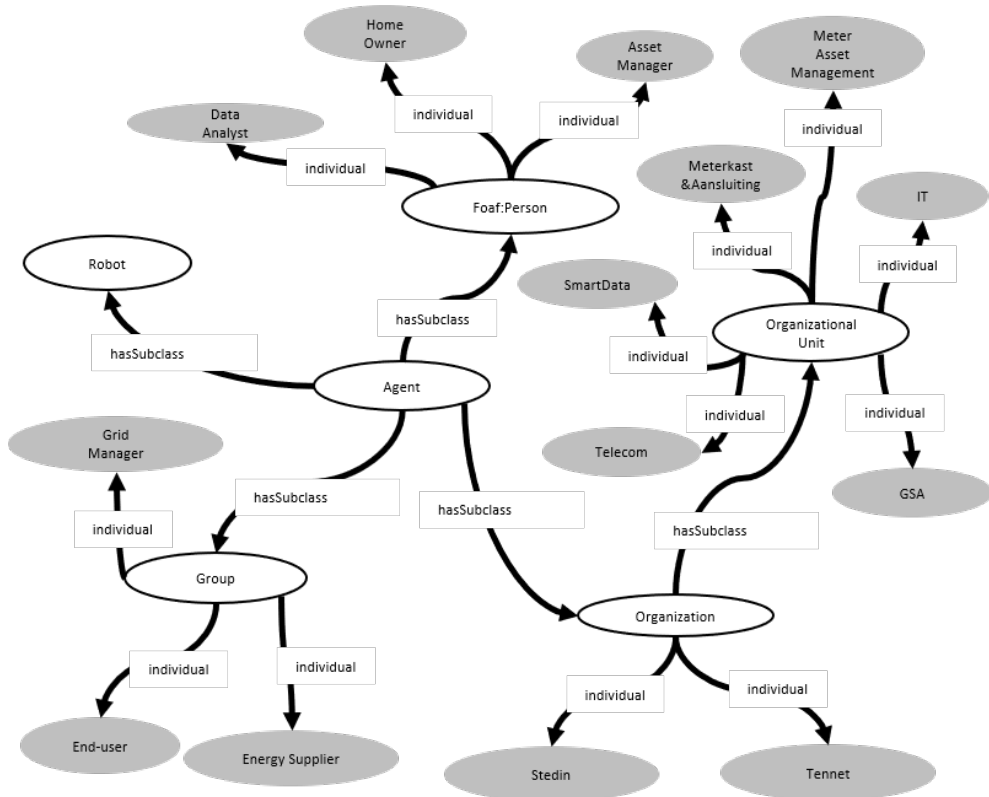 Home
Owner
Asset
Manager
Meter
Asset
Management
individual
individual
individual
Data
Analyst
individual
Meterkast
&Aansluiting
IT
Foaf:Person
individual
individual
Robot
SmartData
hasSubclass
Organizational
Unit
hasSubclass
individual
Agent
individual
individual
Grid
Manager
Telecom
hasSubclass
GSA
hasSubclass
individual
hasSubclass
Group
Organization
individual
individual
individual
individual
End-user
Energy Supplier
Stedin
Tennet